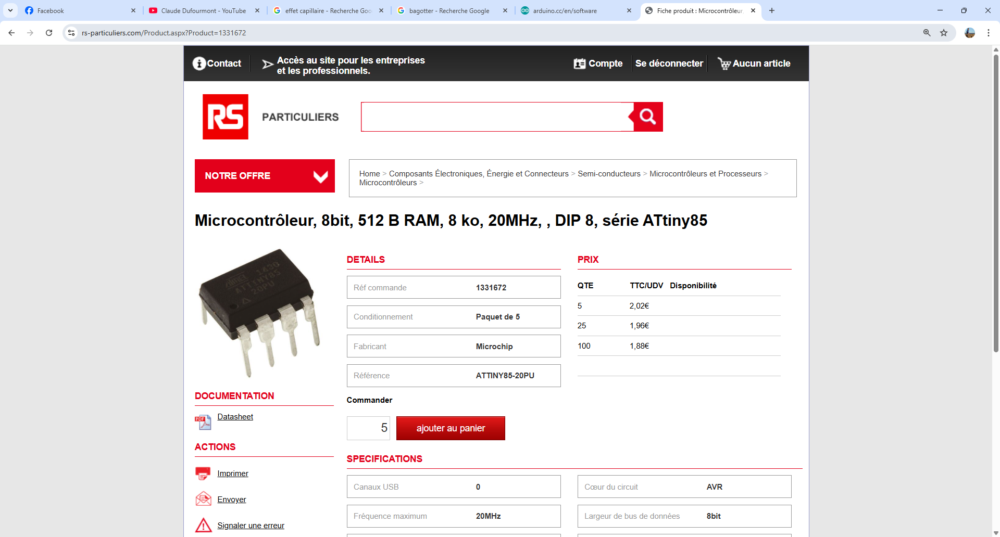 Facebook
Claude Dufourmont - YouTube
effet capillaire - Recherche Goo
bagotter - Recherche Google
arduino.cc/en/software
Fiche produit : Microcontrôleur,
rs-particuliers.com/Product.aspx?Product=1331672
Contact
Accès au site pour les entreprises
et les professionnels.
Compte
Se déconnecter
Aucun article
RS
PARTICULIERS
NOTRE OFFRE
Home > Composants Électroniques, Énergie et Connecteurs > Semi-conducteurs > Microcontrôleurs et Processeurs >
Microcontrôleurs >
Microcontrôleur, 8bit, 512 B RAM, 8 ko, 20MHz, , DIP 8, série ATtiny85
ATMEL 1430
ATTINY85
20PU
DETAILS
Réf commande 1331672
Conditionnement Paquet de 5
Fabricant Microchip
Référence ATTINY85-20PU
PRIX
QTE TTC/UDV Disponibilité
5 2,02€
25 1,96€
100 1,88€
Commander
5 ajouter au panier
DOCUMENTATION
PDF Datasheet
ACTIONS
Imprimer
Envoyer
Signaler une erreur
SPECIFICATIONS
Canaux USB 0
Cœur du circuit AVR
Fréquence maximum 20MHz
Largeur de bus de données 8bit